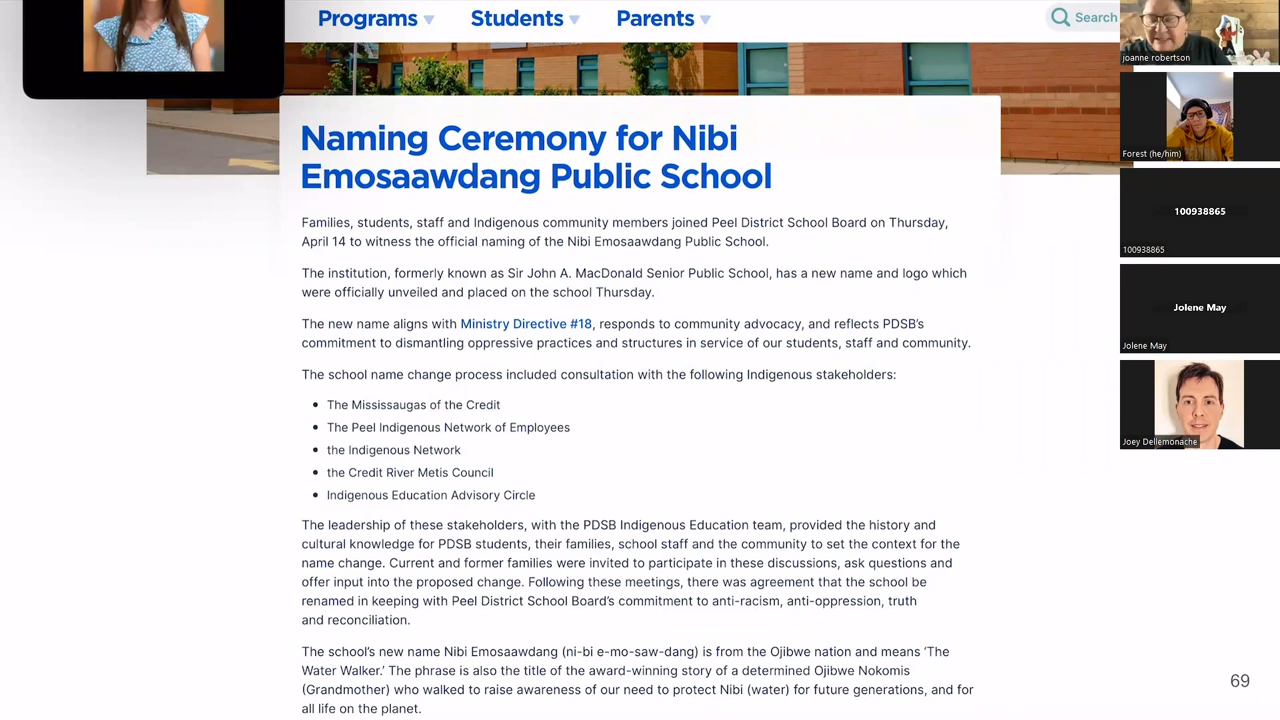 Programs
Students
Parents
Search
Naming Ceremony for Nibi
Emosaawdang Public School
Families, students, staff and Indigenous community members joined Peel District School Board on Thursday,
April 14 to witness the official naming of the Nibi Emosaawdang Public School.
The institution, formerly known as Sir John A. MacDonald Senior Public School, has a new name and logo which
were officially unveiled and placed on the school Thursday.
The new name aligns with Ministry Directive #18, responds to community advocacy, and reflects PDSB's
commitment to dismantling oppressive practices and structures in service of our students, staff and community.
The school name change process included consultation with the following Indigenous stakeholders:
• The Mississaugas of the Credit
• The Peel Indigenous Network of Employees
• the Indigenous Network
• the Credit River Metis Council
• Indigenous Education Advisory Circle
The leadership of these stakeholders, with the PDSB Indigenous Education team, provided the history and
cultural knowledge for PDSB students, their families, school staff and the community to set the context for the
name change. Current and former families were invited to participate in these discussions, ask questions and
offer input into the proposed change. Following these meetings, there was agreement that the school be
renamed in keeping with Peel District School Board's commitment to anti-racism, anti-oppression, truth
and reconciliation.
The school's new name Nibi Emosaawdang (ni-bi e-mo-saw-dang) is from the Ojibwe nation and means 'The
Water Walker.' The phrase is also the title of the award-winning story of a determined Ojibwe Nokomis
(Grandmother) who walked to raise awareness of our need to protect Nibi (water) for future generations, and for
all life on the planet.
69
joanne robertson
Forest (he/him)
100938865
100938865
Jolene May
Jolene May
Joey Dellemonache